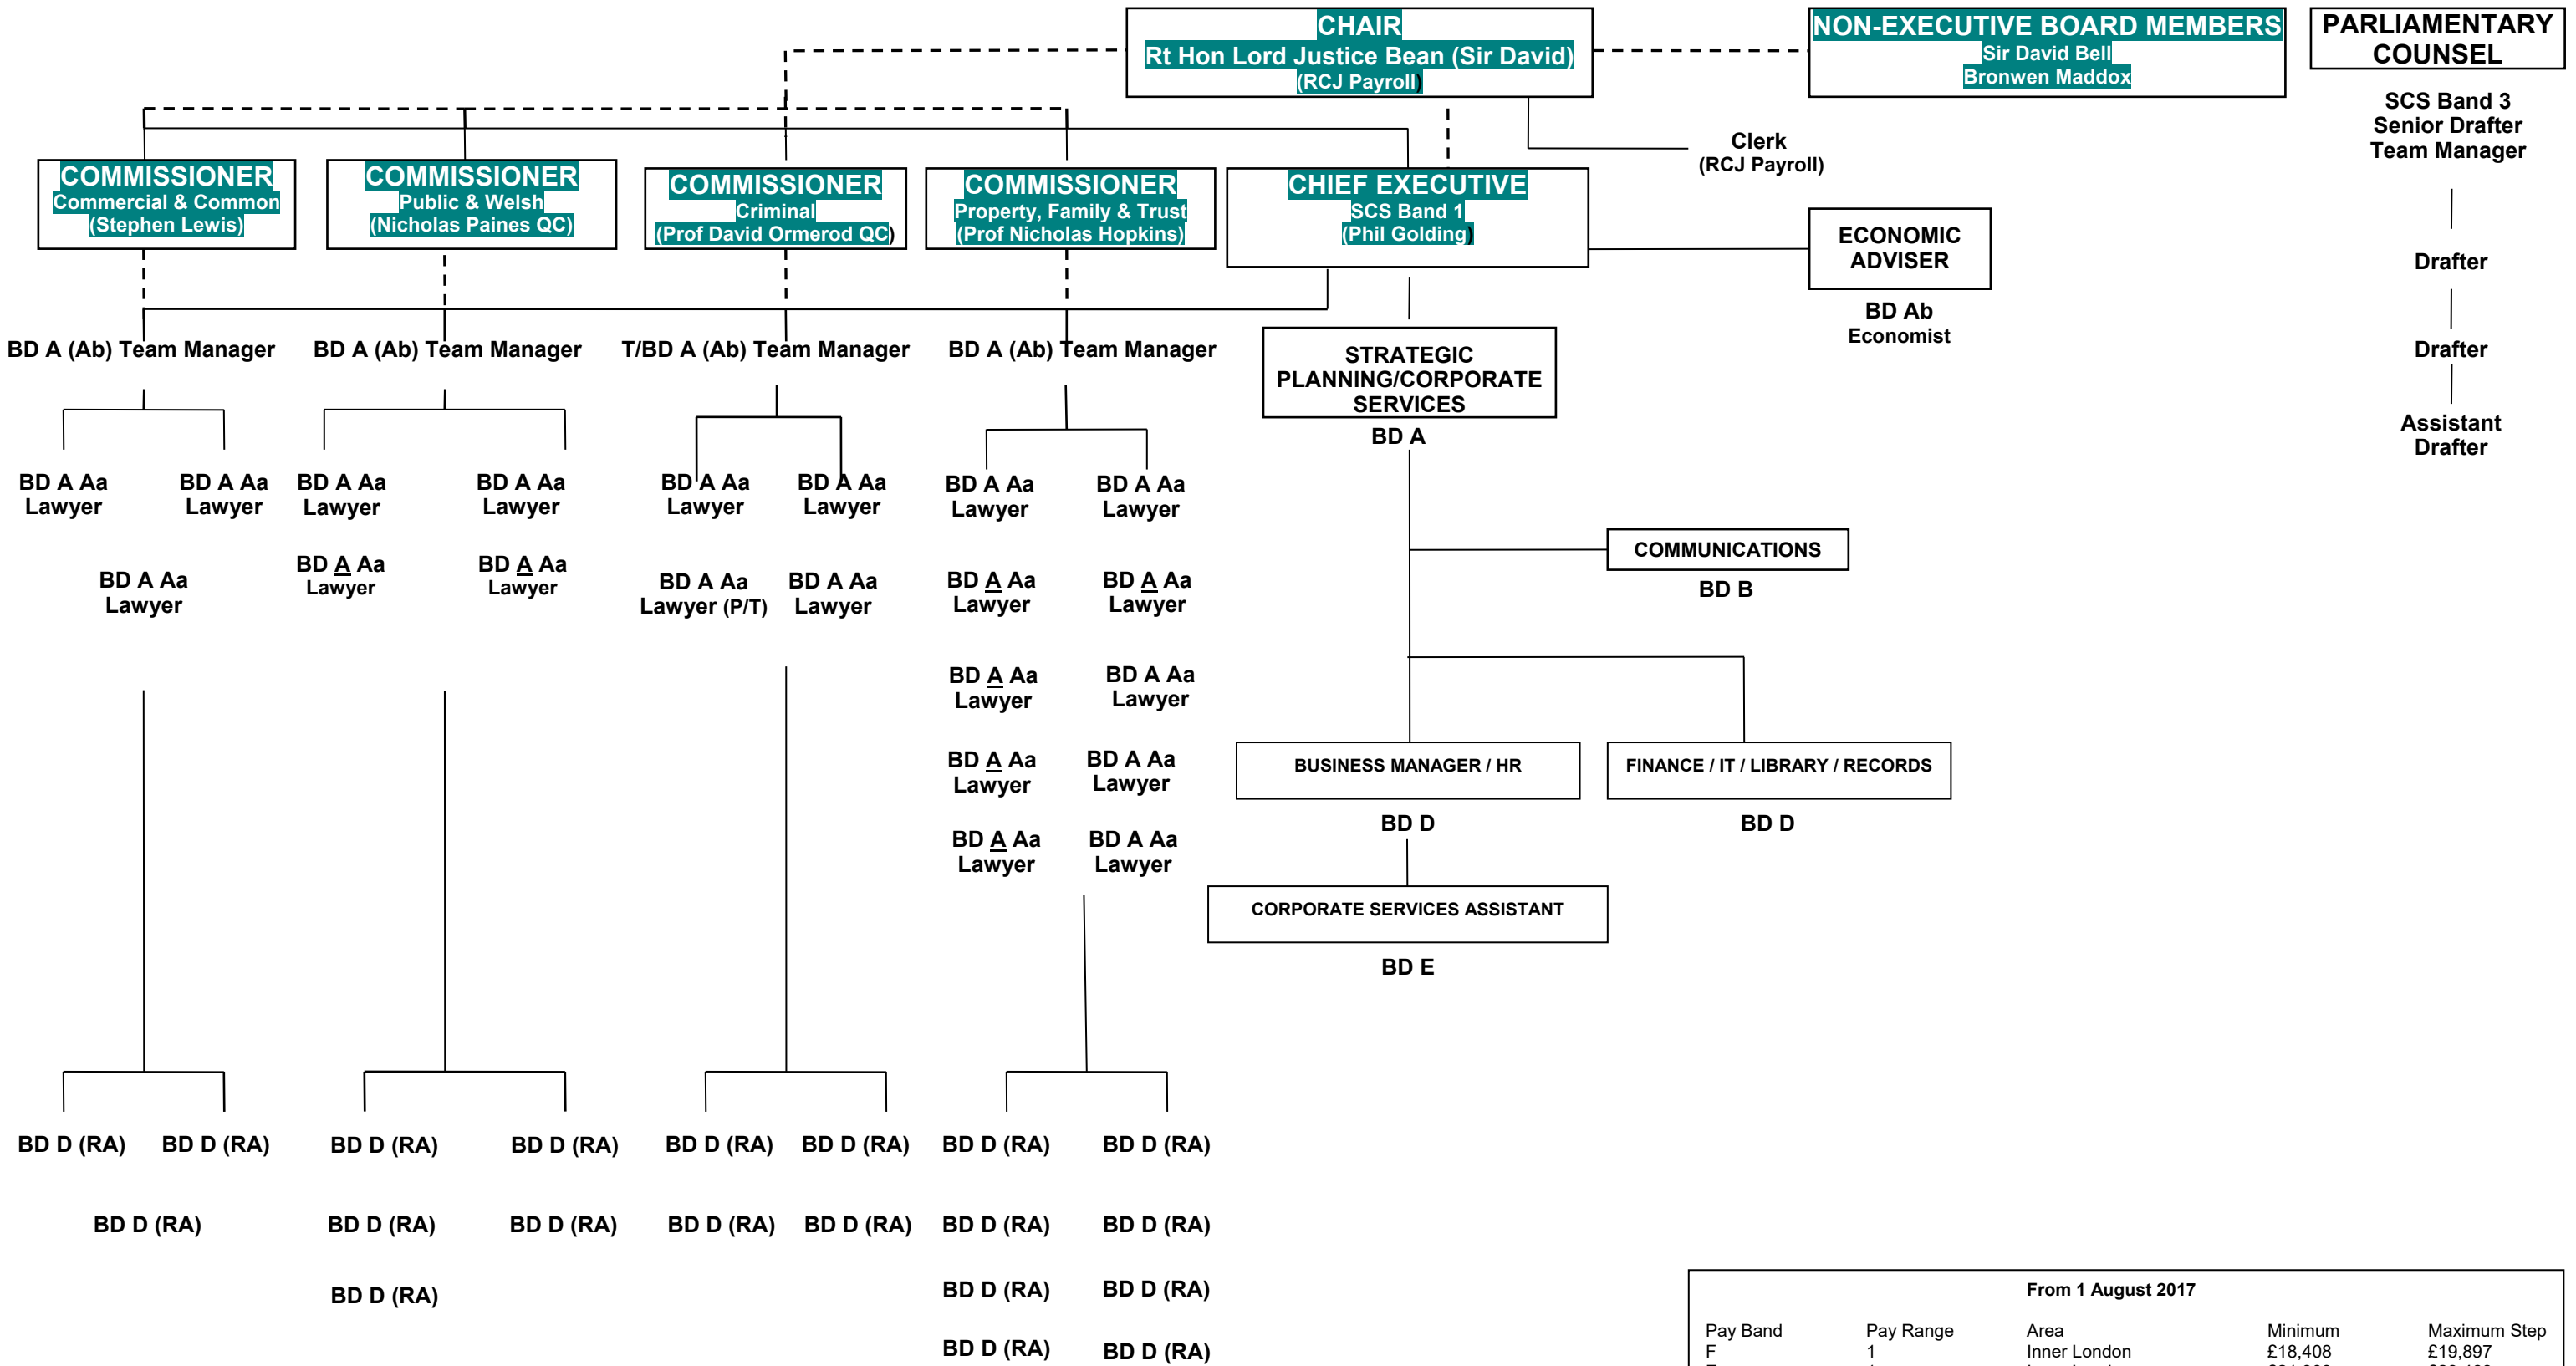 CHAIR
Rt Hon Lord Justice Bean (Sir David)
(RCJ Payroll)
NON-EXECUTIVE BOARD MEMBERS
Sir David Bell
Bronwen Maddox
PARLIAMENTARY
COUNSEL
SCS Band 3
Senior Drafter
Team Manager
Drafter
Drafter
Assistant
Drafter
Clerk
(RCJ Payroll)
COMMISSIONER
Commercial & Common
(Stephen Lewis)
COMMISSIONER
Public & Welsh
(Nicholas Paines QC)
COMMISSIONER
Criminal
(Prof David Ormerod QC)
COMMISSIONER
Property, Family & Trust
(Prof Nicholas Hopkins)
CHIEF EXECUTIVE
SCS Band 1
(Phil Golding)
ECONOMIC
ADVISER
BD Ab
Economist
BD A (Ab) Team Manager
BD A (Ab) Team Manager
T/BD A (Ab) Team Manager
BD A (Ab) Team Manager
STRATEGIC
PLANNING/CORPORATE
SERVICES
BD A
BD A Aa
Lawyer
BD A Aa
Lawyer
BD A Aa
Lawyer
BD A Aa
Lawyer
BD A Aa
Lawyer
BD A Aa
Lawyer
BD A Aa
Lawyer
BD A Aa
Lawyer
BD A Aa
Lawyer
BD A Aa
Lawyer (P/T)
BD A Aa
Lawyer
BD A Aa
Lawyer
BD A Aa
Lawyer
BD A Aa
Lawyer
BD A Aa
Lawyer
BD A Aa
Lawyer
BD A Aa
Lawyer
BD A Aa
Lawyer
BD A Aa
Lawyer
BD A Aa
Lawyer
BD A Aa
Lawyer
COMMUNICATIONS
BD B
BUSINESS MANAGER / HR
BD D
FINANCE / IT / LIBRARY / RECORDS
BD D
CORPORATE SERVICES ASSISTANT
BD E
BD D (RA) BD D (RA)
BD D (RA)
BD D (RA) BD D (RA)
BD D (RA) BD D (RA)
BD D (RA)
BD D (RA) BD D (RA)
BD D (RA) BD D (RA)
BD D (RA) BD D (RA)
BD D (RA) BD D (RA)
BD D (RA) BD D (RA)
BD D (RA) BD D (RA)
From 1 August 2017
Pay Band Pay Range Area Minimum Maximum Step
F 1 Inner London £18,408 £19,897